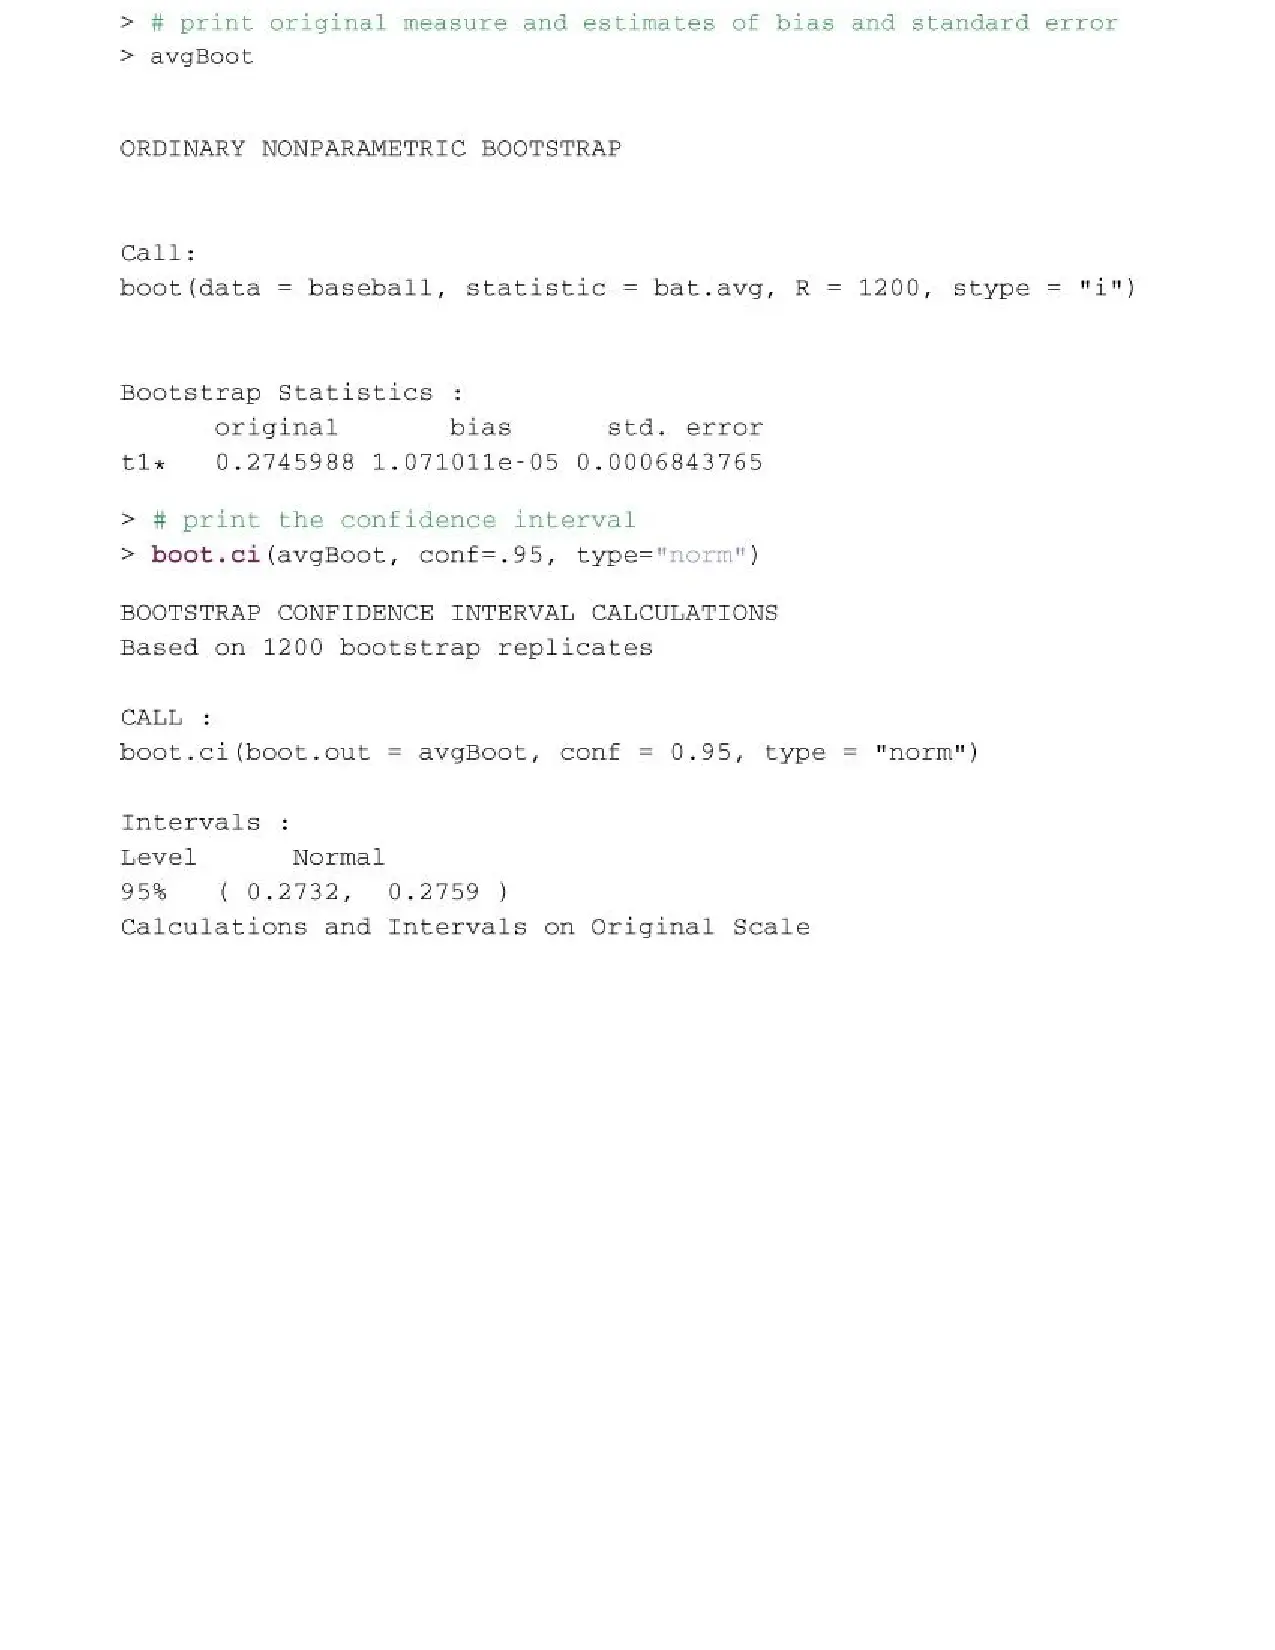 > # print original measure and estimates of bias and standard error
> avgBoot
ORDINARY NONPARAMETRIC BOOTSTRAP
Call:
boot(data = baseball, statistic = bat.avg, R = 1200, stype = "i")
Bootstrap Statistics :
original bias std. error
t1* 0.2745988 1.071011e-05 0.0006843765
> # print the confidence interval
> boot.ci(avgBoot, conf=.95, type="norm")
BOOTSTRAP CONFIDENCE INTERVAL CALCULATIONS
Based on 1200 bootstrap replicates
CALL :
boot.ci(boot.out = avgBoot, conf = 0.95, type = "norm")
Intervals :
Level Normal
95% ( 0.2732, 0.2759 )
Calculations and Intervals on Original Scale